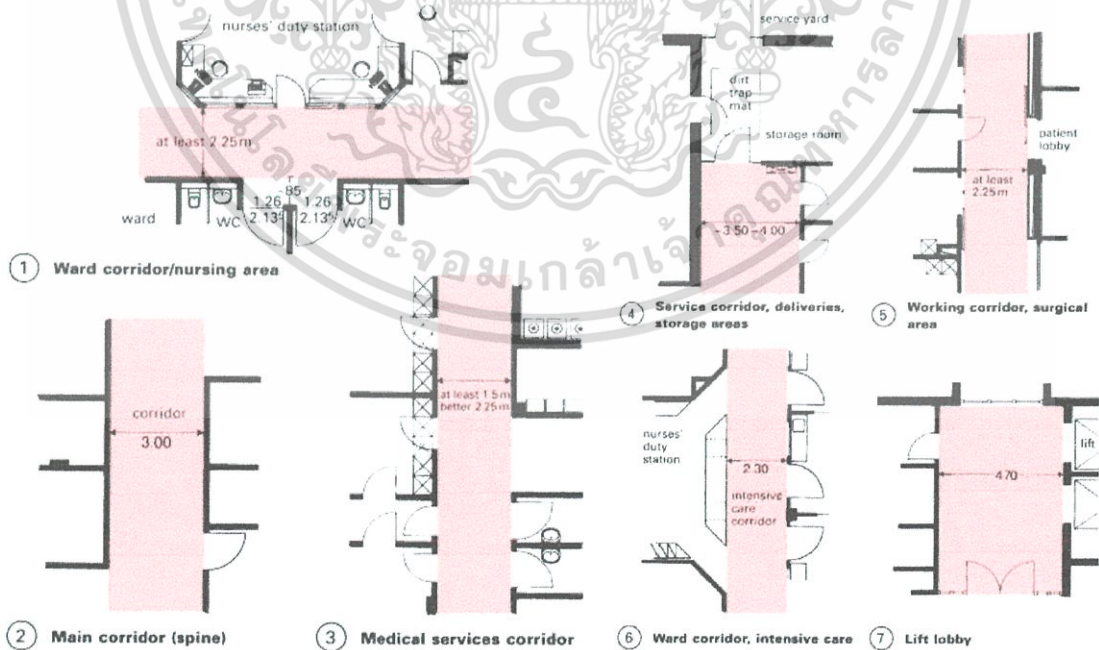 nurses' duty station
at least 2.25m
ward
WC
1.26
2.13⁵
85
1.26
2.13⁵
WC
1 Ward corridor/nursing area
service yard
dirt
trap
mat
storage room
~3.50–4.00
4 Service corridor, deliveries,
storage areas
patient
lobby
at least
2.25m
5 Working corridor, surgical
area
corridor
3.00
2 Main corridor (spine)
at least 1.5m
better 2.25m
3 Medical services corridor
nurses'
duty
station
2.30
intensive
care
corridor
6 Ward corridor, intensive care
lift
4.70
7 Lift lobby